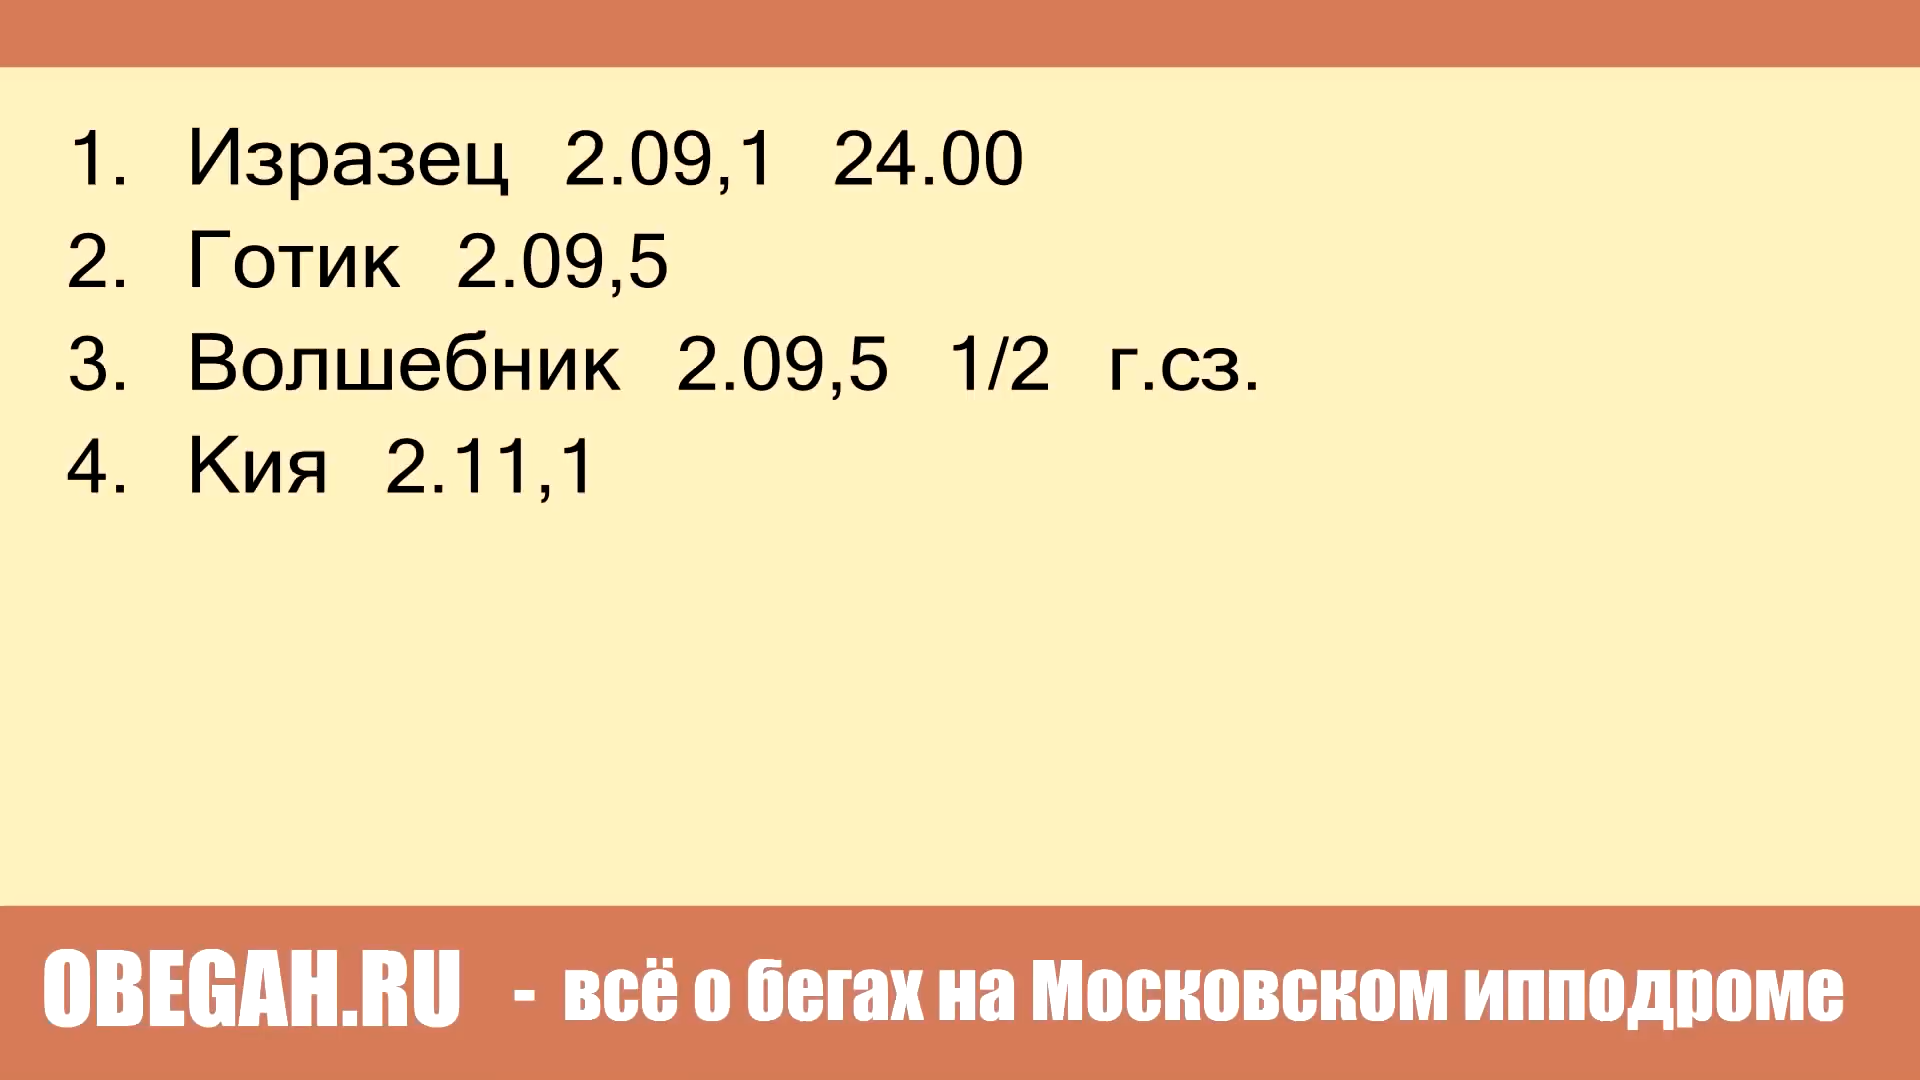 1. Изразец 2.09,1 24.00
2. Готик 2.09,5
3. Волшебник 2.09,5 1/2 г.сз.
4. Кия 2.11,1
OBEGAH.RU - всё о бегах на Московском ипподроме